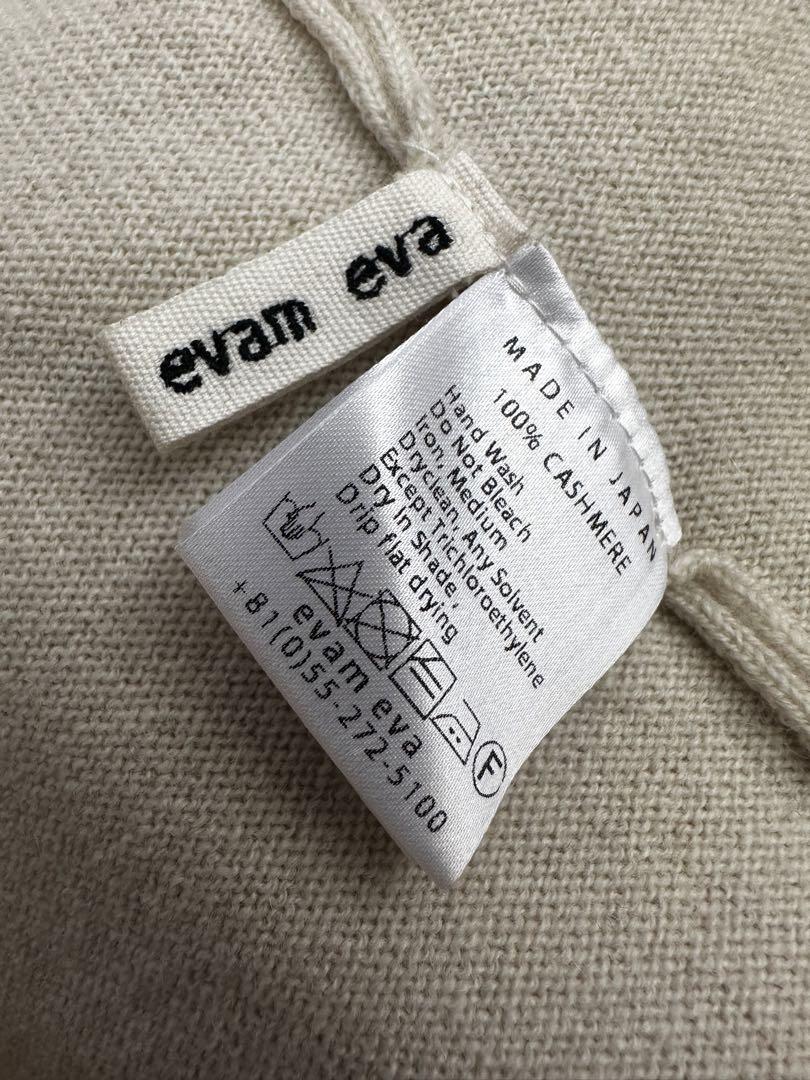 evam eva
MADE IN JAPAN
100% CASHMERE
Hand Wash
Do Not Bleach
Iron, Medium
Dryclean, Any Solvent
Except Trichloroethylene
Dry in Shade,
Drip flat drying
F
evam eva
+81(0)55-272-5100